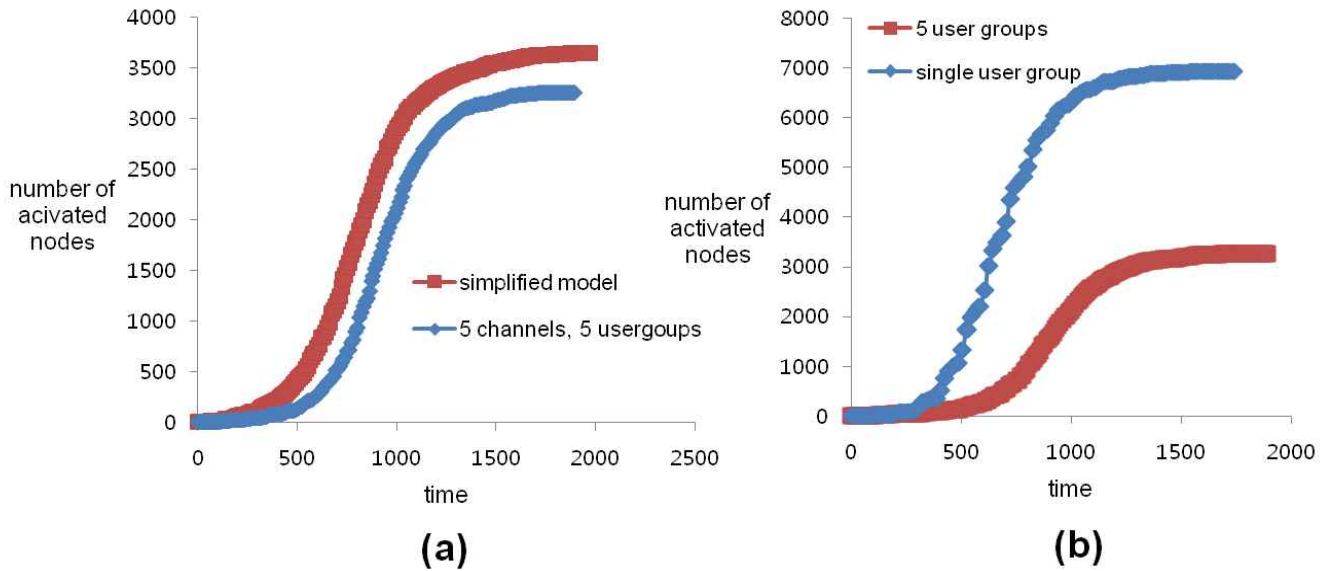 4000
3500
3000
2500
2000
1500
1000
500
0
number of
acivated
nodes
simplified model
5 channels, 5 usergoups
0 500 1000 1500 2000 2500
time
(a)
8000
7000
6000
5000
4000
3000
2000
1000
0
number of
activated
nodes
5 user groups
single user group
0 500 1000 1500 2000
time
(b)